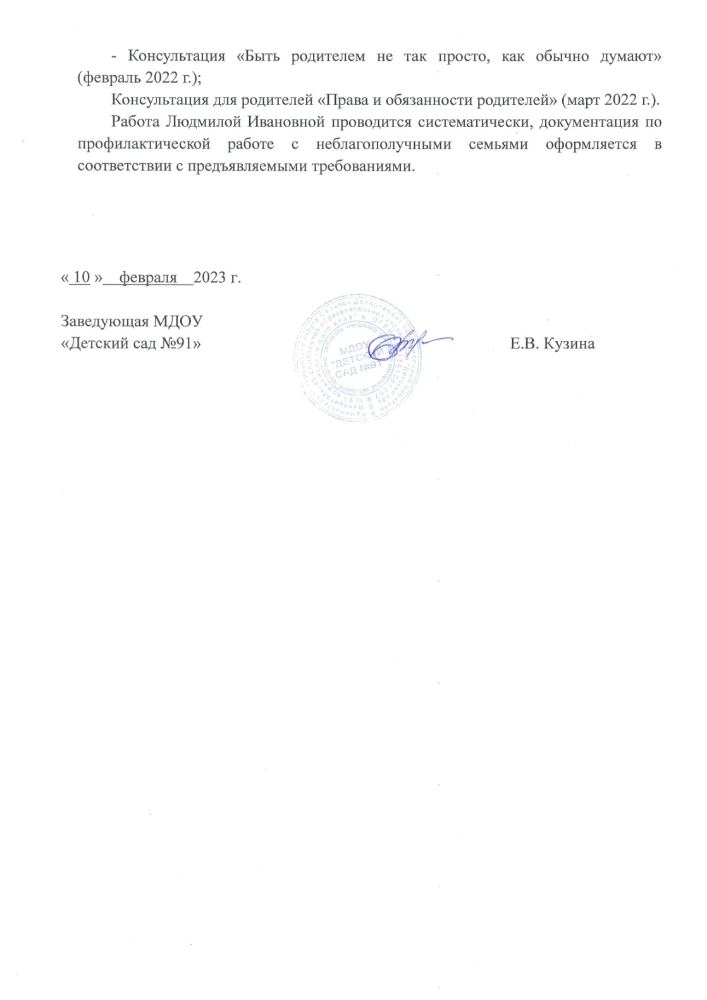 - Консультация «Быть родителем не так просто, как обычно думают»
(февраль 2022 г.);
Консультация для родителей «Права и обязанности родителей» (март 2022 г.).
Работа Людмилой Ивановной проводится систематически, документация по
профилактической работе с неблагополучными семьями оформляется в
соответствии с предъявляемыми требованиями.
« 10 » февраля 2023 г.
Заведующая МДОУ
«Детский сад №91»
Е.В. Кузина
МДОУ
"ДЕТСКИЙ
САД №91"